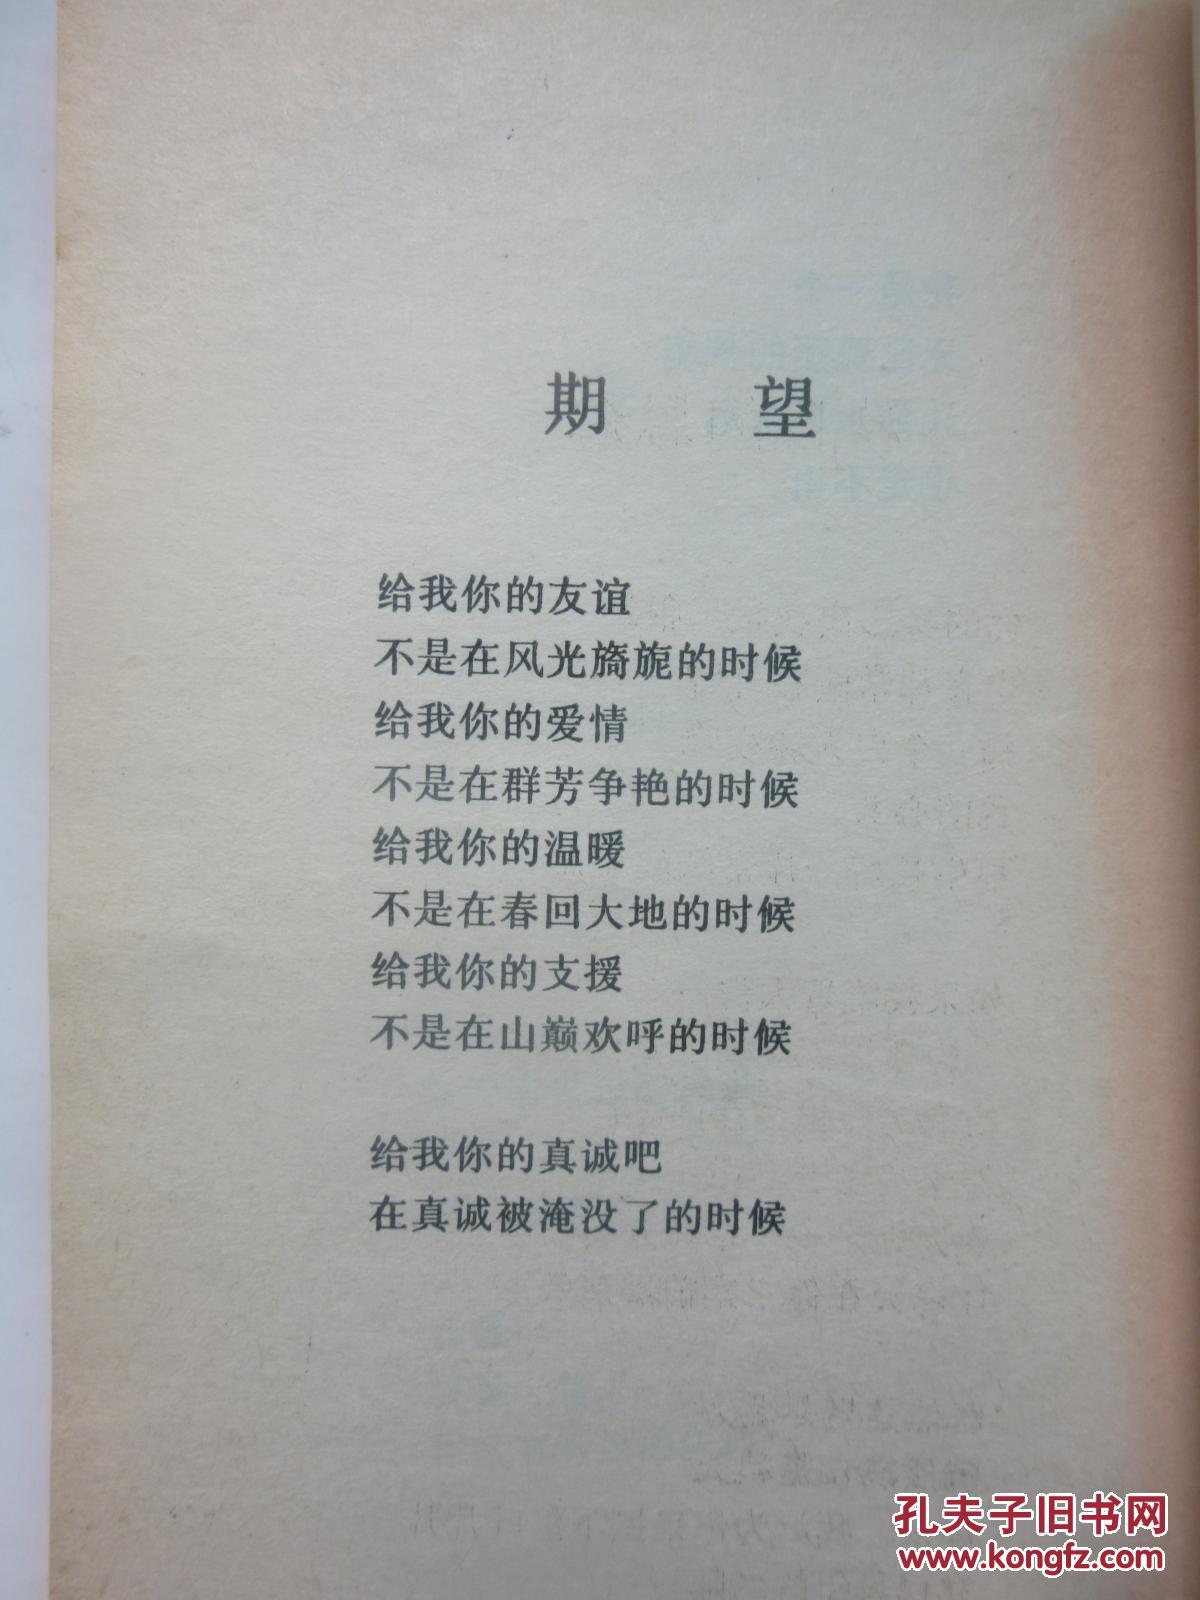 期 望
给我你的友谊
不是在风光旖旎的时候
给我你的爱情
不是在群芳争艳的时候
给我你的温暖
不是在春回大地的时候
给我你的支援
不是在山巅欢呼的时候
给我你的真诚吧
在真诚被淹没了的时候
孔夫子旧书网
www.kongfz.com